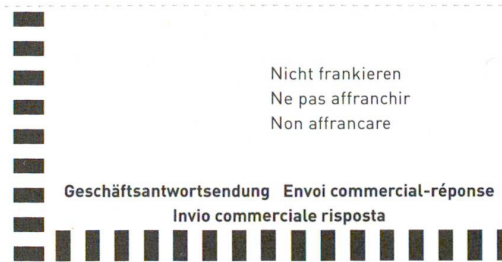 Nicht frankieren
Ne pas affranchir
Non affrancare
Geschäftsantwortsendung Envoi commercial-réponse
Invio commerciale risposta